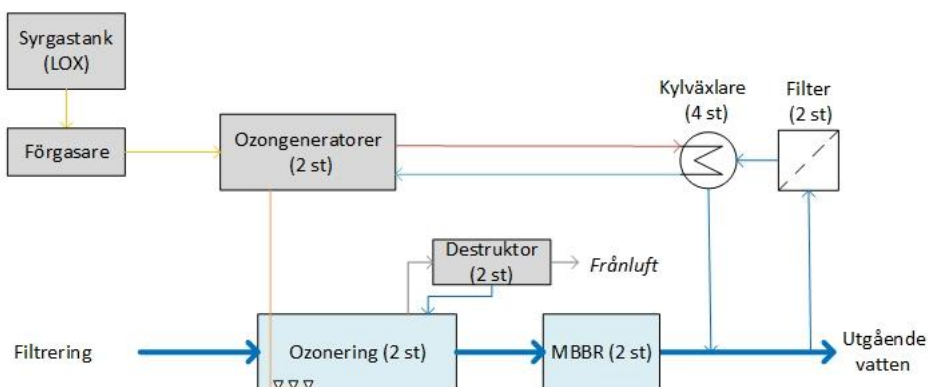 Syrgastank
(LOX)
Förgasare
Ozongeneratorer
(2 st)
Kylväxlare
(4 st)
Filter
(2 st)
Destruktor
(2 st)
Frånluft
Filtrering
Ozonering (2 st)
MBBR (2 st)
Utgående
vatten